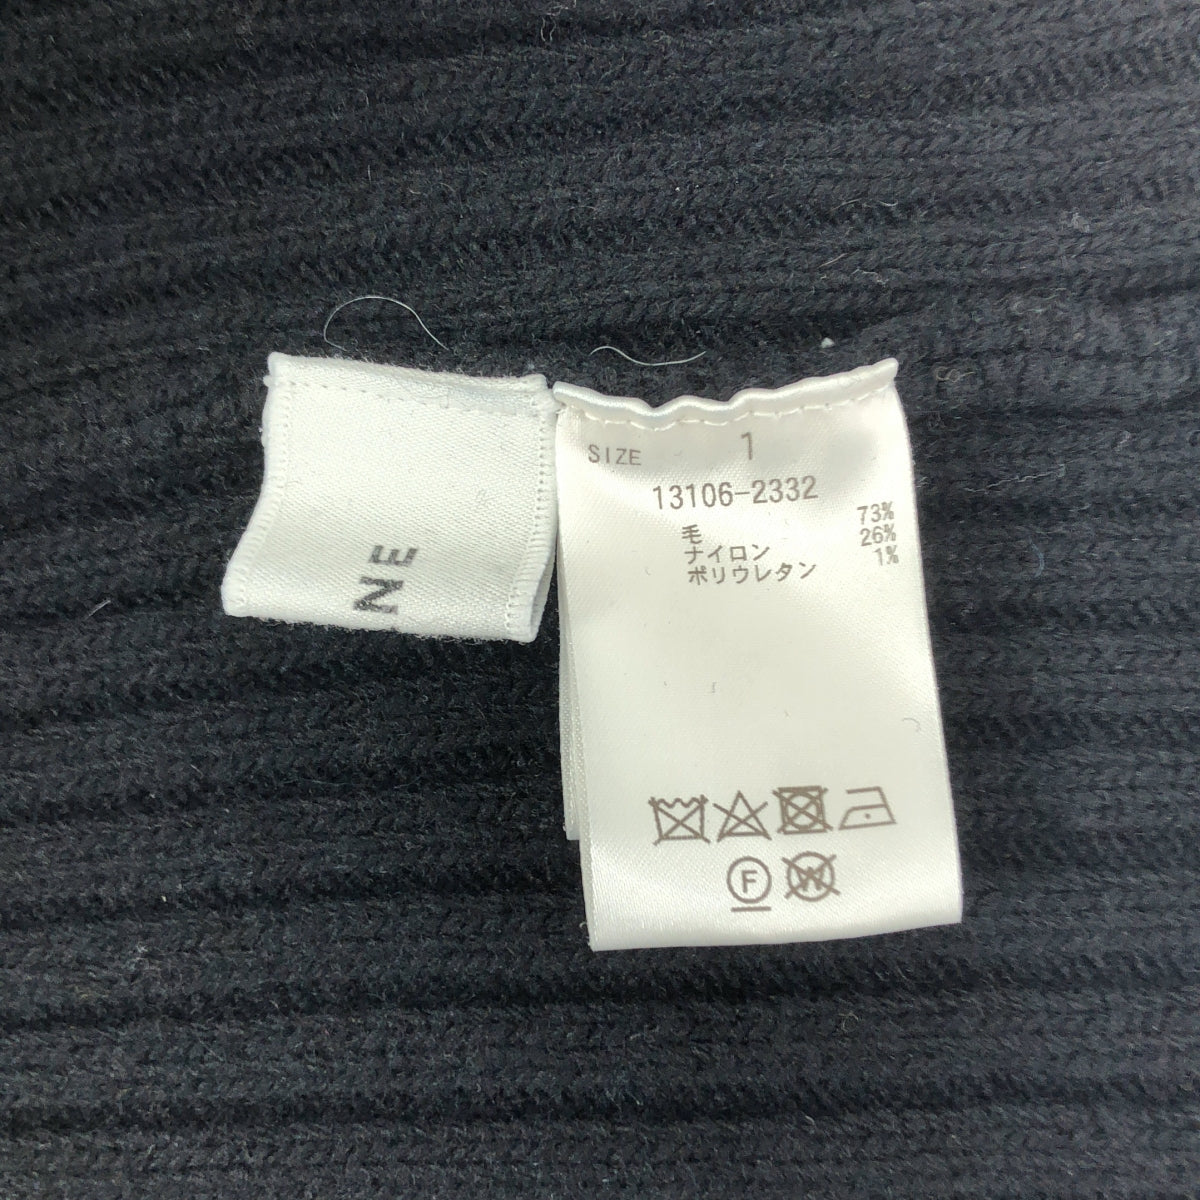 NE
SIZE 1
13106-2332
毛 73%
ナイロン 26%
ポリウレタン 1%
F
W